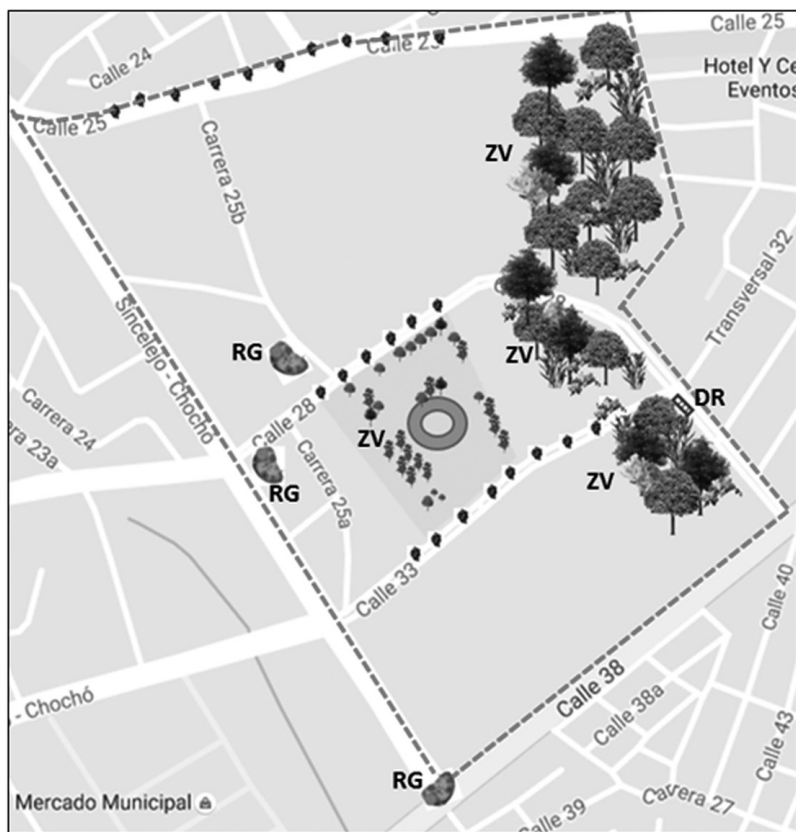 Calle 25
Calle 25
Calle 24
Hotel Y Ce
Eventos
Calle 25
Carrera 25b
ZV
Transversal 32
Sincelejo - Chocho
RG
ZV
DR
Carrera 24
Calle 28
ZV
era 23a
RG
Carrera 25a
ZV
Calle 33
Calle 40
- Chochó
Calle 38
Calle 38a
Calle 43
RG
Mercado Municipal
Calle 39
Carrera 27